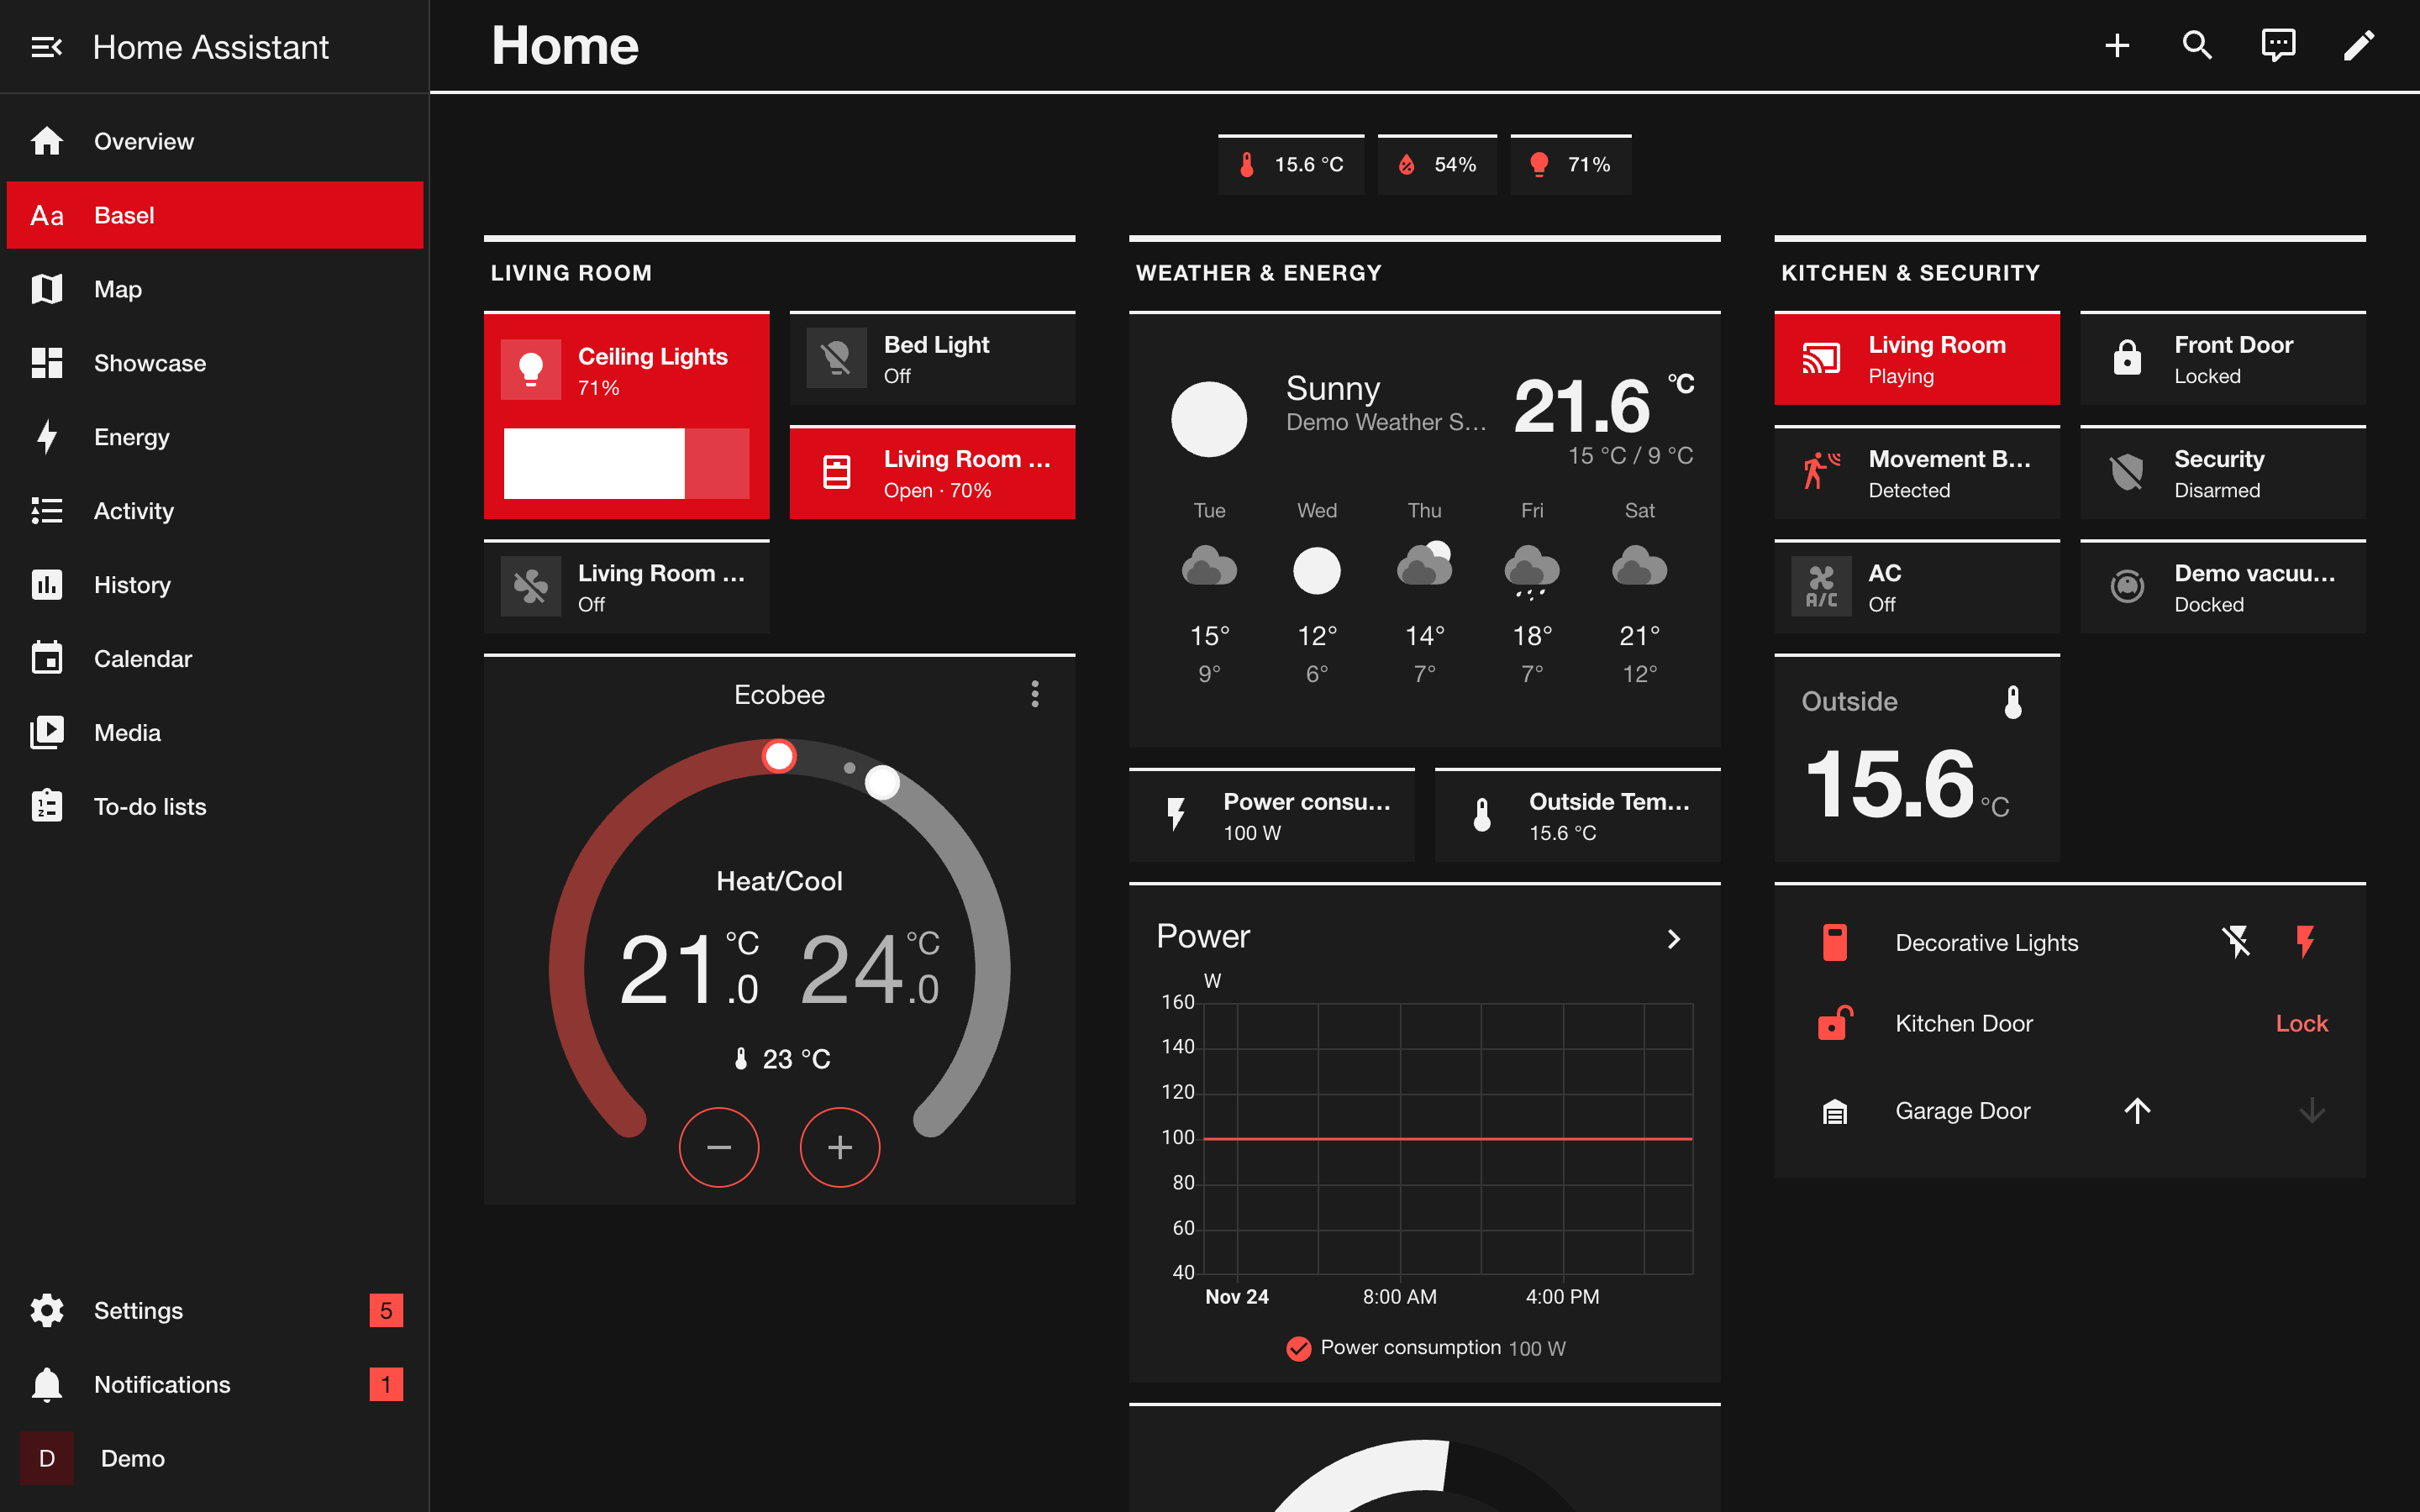 Home Assistant
Overview
Aa Basel
Map
Showcase
Energy
Activity
History
Calendar
Media
To-do lists
Settings 5
Notifications 1
D Demo
Home
15.6 °C 54% 71%
LIVING ROOM
Ceiling Lights
71%
Bed Light
Off
Living Room ...
Open · 70%
Living Room ...
Off
Ecobee
Heat/Cool
21.0 °C 24.0 °C
23 °C
WEATHER & ENERGY
Sunny
Demo Weather S...
21.6 °C
15 °C / 9 °C
Tue Wed Thu Fri Sat
15° 12° 14° 18° 21°
9° 6° 7° 7° 12°
Power consu...
100 W
Outside Tem...
15.6 °C
Power
W
160
140
120
100
80
60
40
Nov 24 8:00 AM 4:00 PM
Power consumption 100 W
KITCHEN & SECURITY
Living Room
Playing
Front Door
Locked
Movement B...
Detected
Security
Disarmed
A/C
AC
Off
Demo vacuu...
Docked
Outside
15.6 °C
Decorative Lights
Kitchen Door Lock
Garage Door